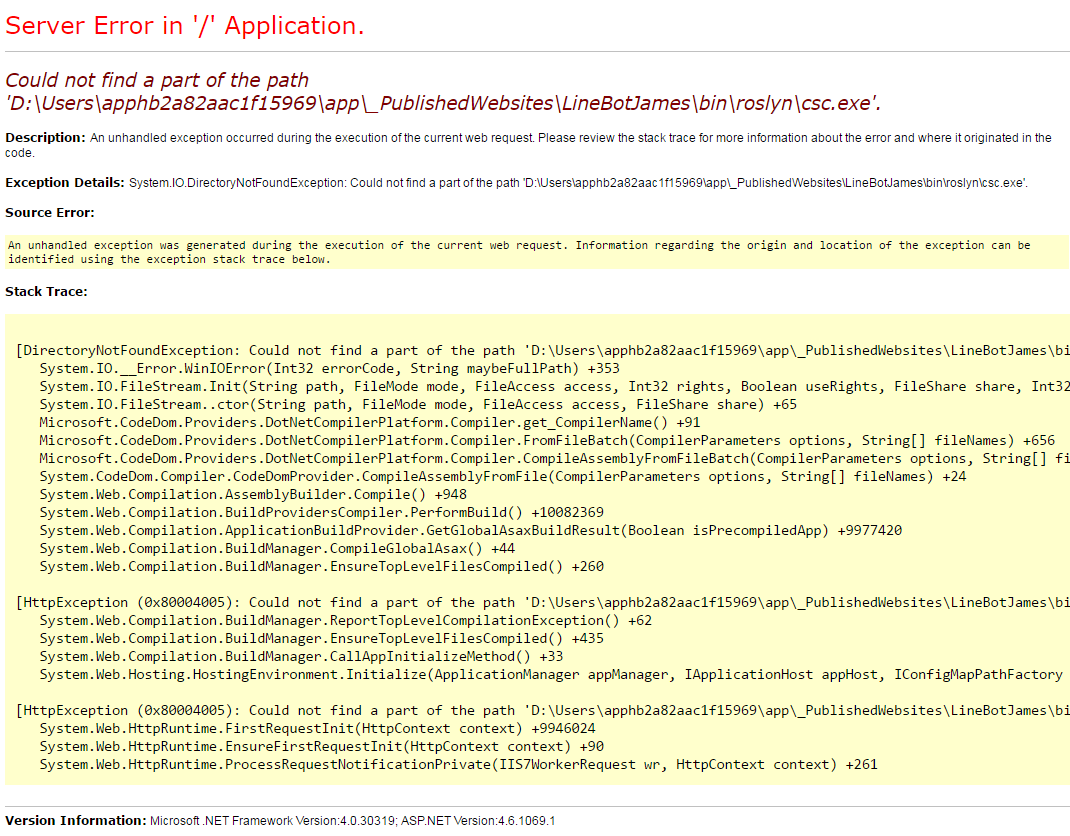 Server Error in '/' Application.
Could not find a part of the path
'D:\Users\apphb2a82aac1f15969\app\_PublishedWebsites\LineBotJames\bin\roslyn\csc.exe'.
Description: An unhandled exception occurred during the execution of the current web request. Please review the stack trace for more information about the error and where it originated in the
code.
Exception Details: System.IO.DirectoryNotFoundException: Could not find a part of the path 'D:\Users\apphb2a82aac1f15969\app\_PublishedWebsites\LineBotJames\bin\roslyn\csc.exe'.
Source Error:
An unhandled exception was generated during the execution of the current web request. Information regarding the origin and location of the exception can be
identified using the exception stack trace below.
Stack Trace:
[DirectoryNotFoundException: Could not find a part of the path 'D:\Users\apphb2a82aac1f15969\app\_PublishedWebsites\LineBotJames\bi
System.IO.__Error.WinIOError(Int32 errorCode, String maybeFullPath) +353
System.IO.FileStream.Init(String path, FileMode mode, FileAccess access, Int32 rights, Boolean useRights, FileShare share, Int32
System.IO.FileStream..ctor(String path, FileMode mode, FileAccess access, FileShare share) +65
Microsoft.CodeDom.Providers.DotNetCompilerPlatform.Compiler.get_CompilerName() +91
Microsoft.CodeDom.Providers.DotNetCompilerPlatform.Compiler.FromFileBatch(CompilerParameters options, String[] fileNames) +656
Microsoft.CodeDom.Providers.DotNetCompilerPlatform.Compiler.CompileAssemblyFromFileBatch(CompilerParameters options, String[] fi
System.CodeDom.Compiler.CodeDomProvider.CompileAssemblyFromFile(CompilerParameters options, String[] fileNames) +24
System.Web.Compilation.AssemblyBuilder.Compile() +948
System.Web.Compilation.BuildProvidersCompiler.PerformBuild() +10082369
System.Web.Compilation.ApplicationBuildProvider.GetGlobalAsaxBuildResult(Boolean isPrecompiledApp) +9977420
System.Web.Compilation.BuildManager.CompileGlobalAsax() +44
System.Web.Compilation.BuildManager.EnsureTopLevelFilesCompiled() +260
[HttpException (0x80004005): Could not find a part of the path 'D:\Users\apphb2a82aac1f15969\app\_PublishedWebsites\LineBotJames\bi
System.Web.Compilation.BuildManager.ReportTopLevelCompilationException() +62
System.Web.Compilation.BuildManager.EnsureTopLevelFilesCompiled() +435
System.Web.Compilation.BuildManager.CallAppInitializeMethod() +33
System.Web.Hosting.HostingEnvironment.Initialize(ApplicationManager appManager, IApplicationHost appHost, IConfigMapPathFactory
[HttpException (0x80004005): Could not find a part of the path 'D:\Users\apphb2a82aac1f15969\app\_PublishedWebsites\LineBotJames\bi
System.Web.HttpRuntime.FirstRequestInit(HttpContext context) +9946024
System.Web.HttpRuntime.EnsureFirstRequestInit(HttpContext context) +90
System.Web.HttpRuntime.ProcessRequestNotificationPrivate(IIS7WorkerRequest wr, HttpContext context) +261
Version Information: Microsoft .NET Framework Version:4.0.30319; ASP.NET Version:4.6.1069.1